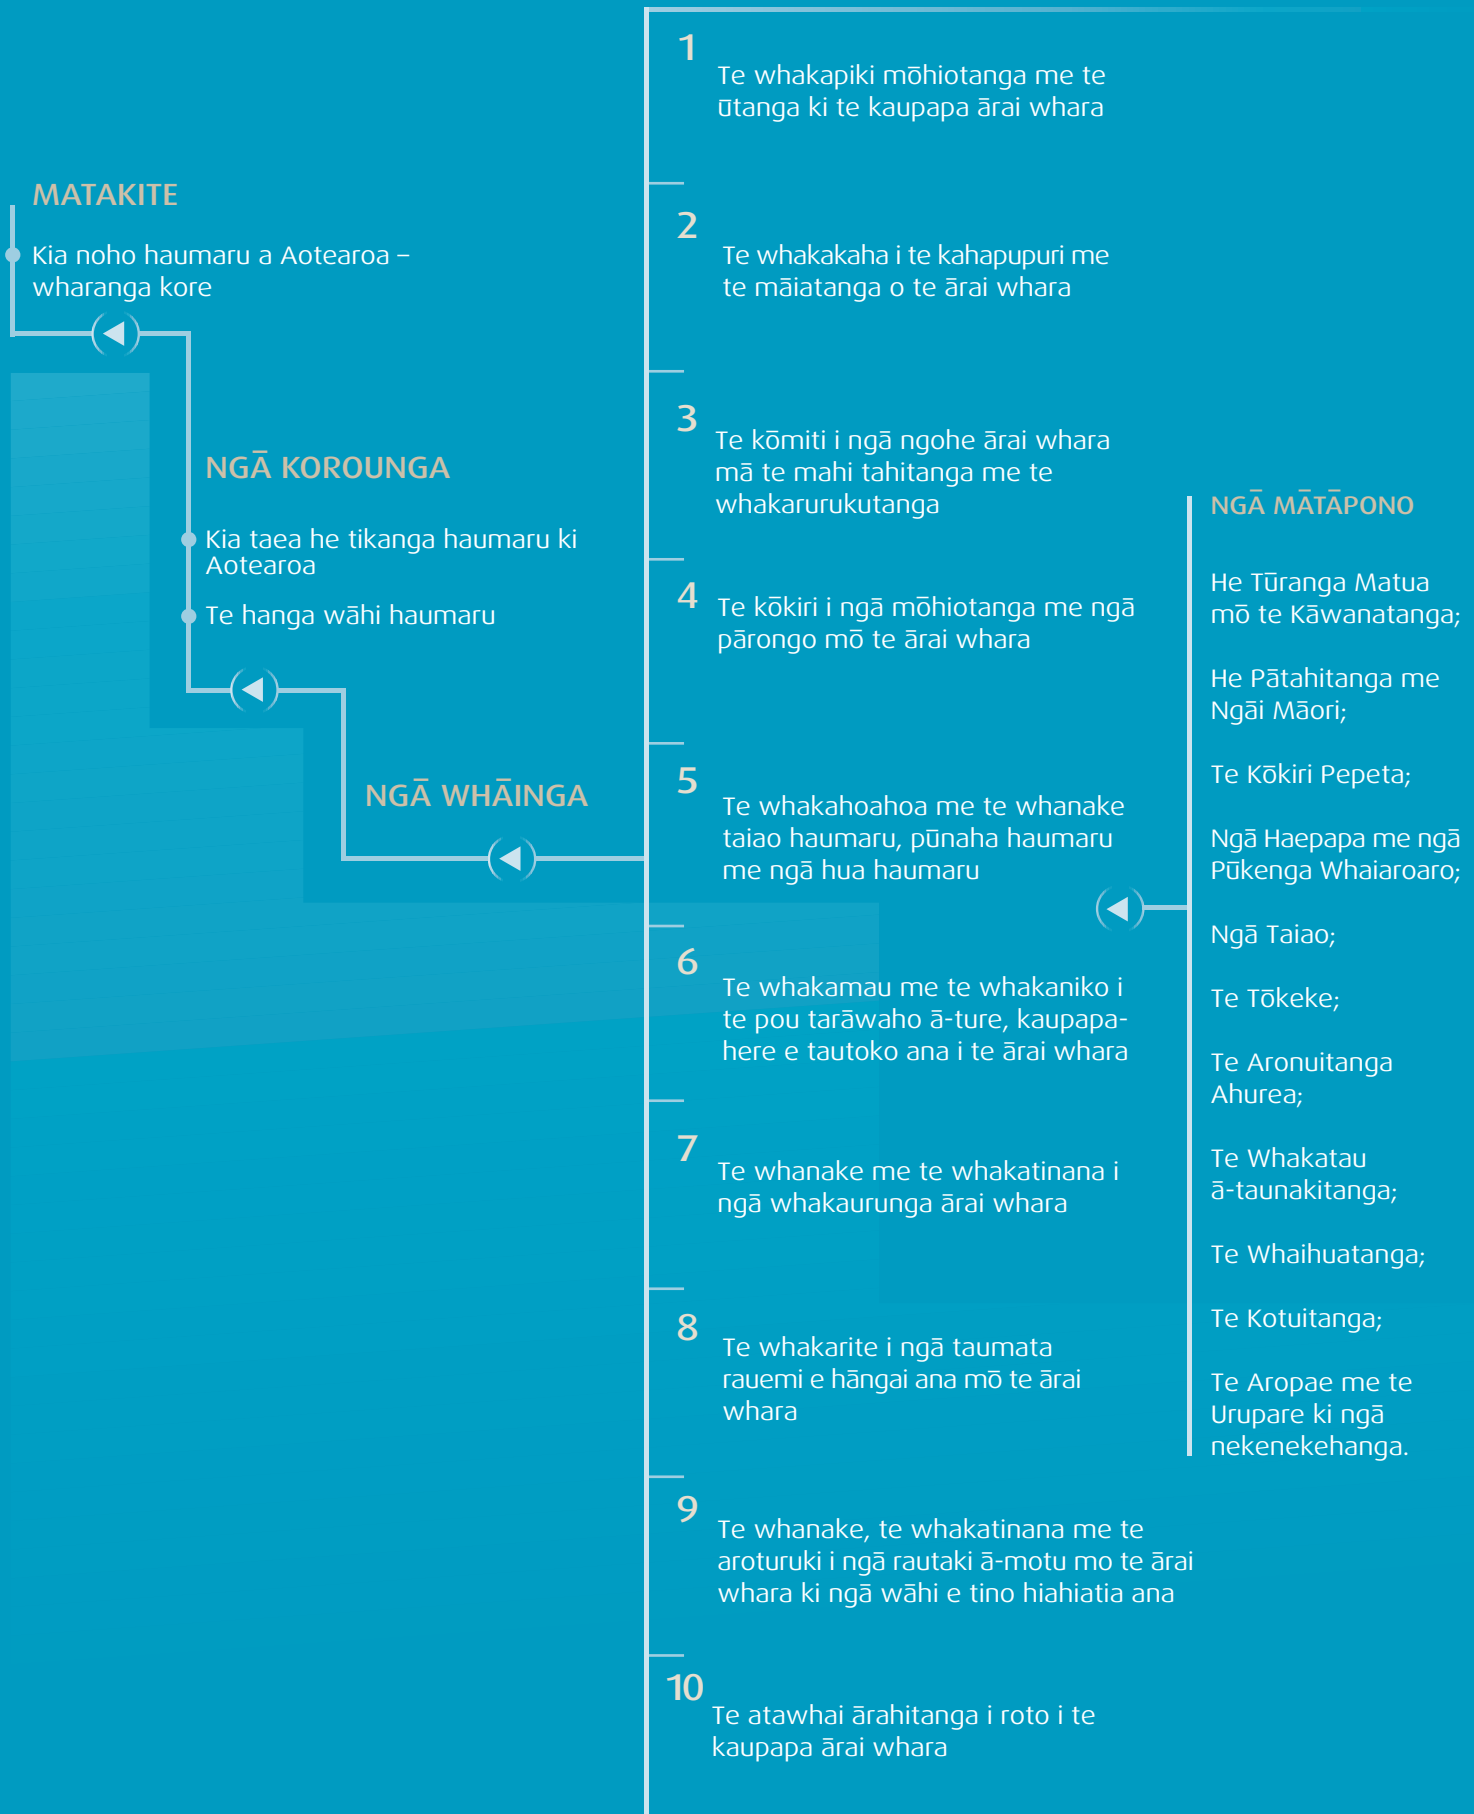 MATAKITE
Kia noho haumaru a Aotearoa –
wharanga kore
NGĀ KOROUNGA
Kia taea he tikanga haumaru ki
Aotearoa
Te hanga wāhi haumaru
NGĀ WHĀINGA
1
Te whakapiki mōhiotanga me te
ūtanga ki te kaupapa ārai whara
2
Te whakakaha i te kahapupuri me
te māiatanga o te ārai whara
3
Te kōmiti i ngā ngohe ārai whara
mā te mahi tahitanga me te
whakarurukutanga
4
Te kōkiri i ngā mōhiotanga me ngā
pārongo mō te ārai whara
5
Te whakahoahoa me te whanake
taiao haumaru, pūnaha haumaru
me ngā hua haumaru
6
Te whakamau me te whakaniko i
te pou tarāwaho ā-ture, kaupapa-
here e tautoko ana i te ārai whara
7
Te whanake me te whakatinana i
ngā whakaurunga ārai whara
8
Te whakarite i ngā taumata
rauemi e hāngai ana mō te ārai
whara
9
Te whanake, te whakatinana me te
aroturuki i ngā rautaki ā-motu mo te ārai
whara ki ngā wāhi e tino hiahiatia ana
10
Te atawhai ārahitanga i roto i te
kaupapa ārai whara
NGĀ MĀTĀPONO
He Tūranga Matua
mō te Kāwanatanga;
He Pātahitanga me
Ngāi Māori;
Te Kōkiri Pepeta;
Ngā Haepapa me ngā
Pūkenga Whaiaroaro;
Ngā Taiao;
Te Tōkeke;
Te Aronuitanga
Ahurea;
Te Whakatau
ā-taunakitanga;
Te Whaihuatanga;
Te Kotuitanga;
Te Aropae me te
Urupare ki ngā
nekenekehanga.